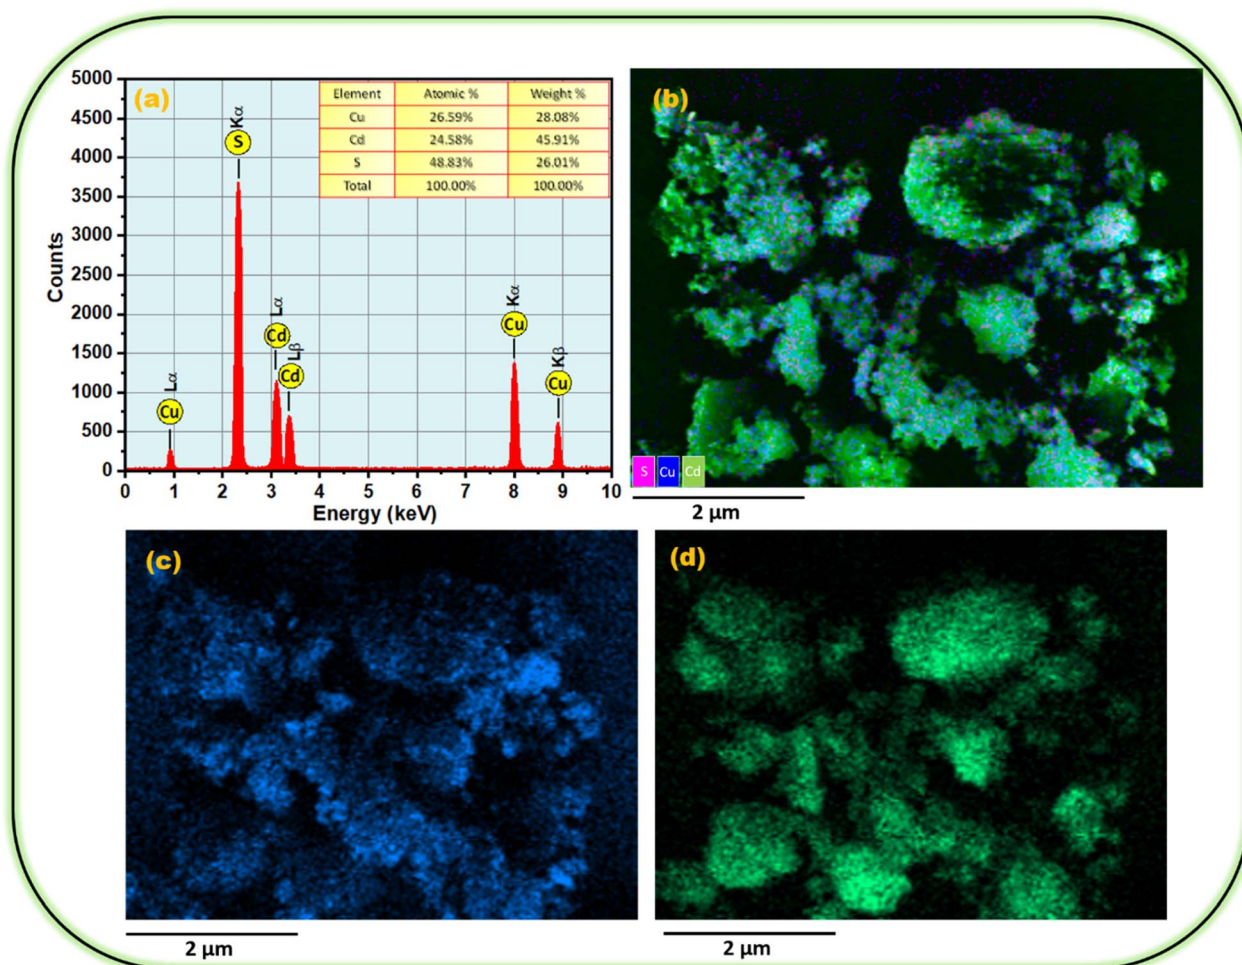 (a)
Element Atomic % Weight %
Cu 26.59% 28.08%
Cd 24.58% 45.91%
S 48.83% 26.01%
Total 100.00% 100.00%
5000
4500
4000
3500
3000
2500
2000
1500
1000
500
0
Counts
Cu Lα
S Kα
Cd Lα
Cd Lβ
Cu Kα
Cu Kβ
0 1 2 3 4 5 6 7 8 9 10
Energy (keV)
(b)
S Cu Cd
2 μm
(c)
2 μm
(d)
2 μm